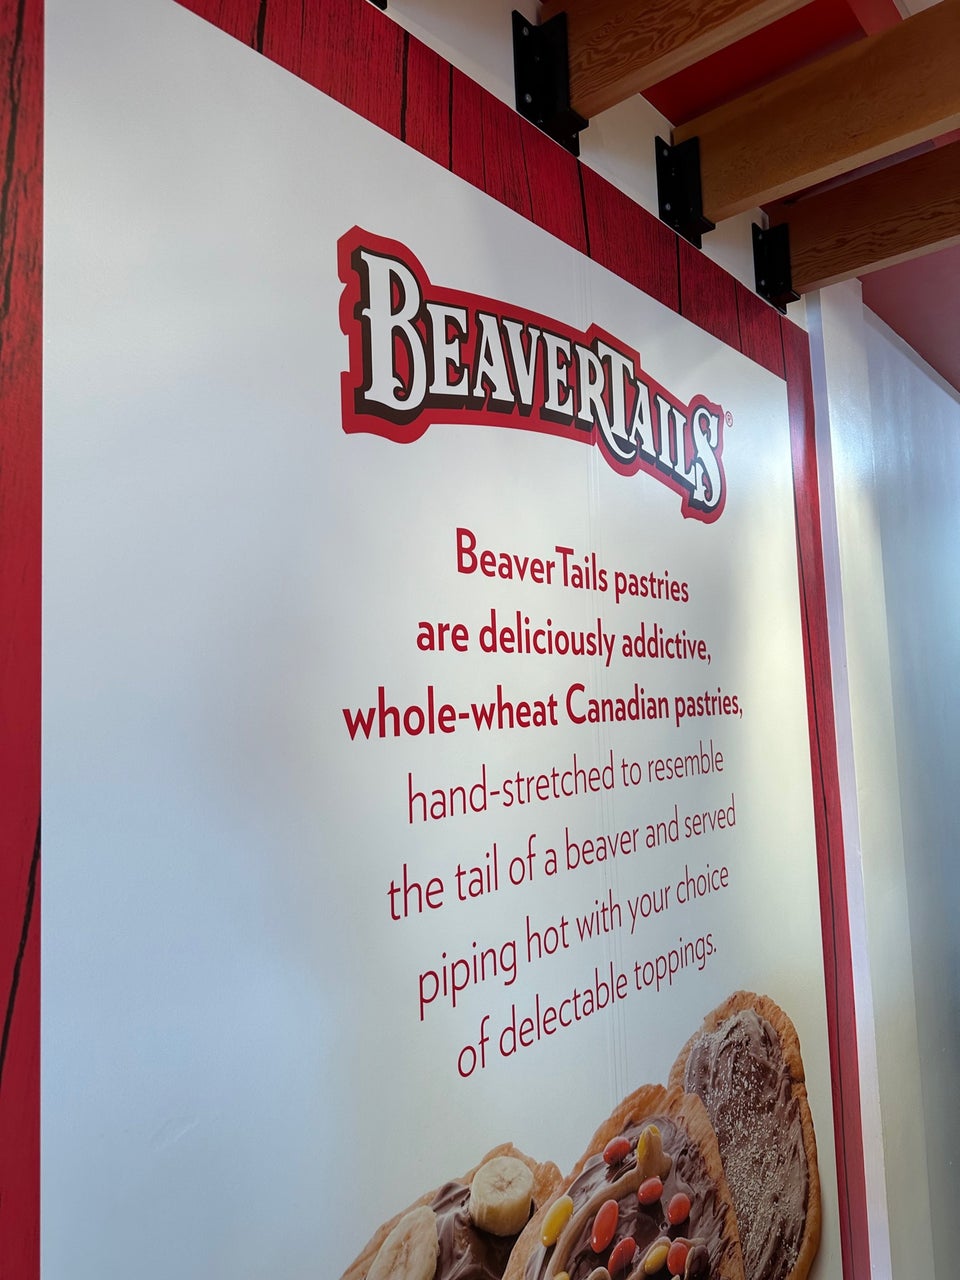 BEAVERTAILS®
BeaverTails pastries
are deliciously addictive,
whole-wheat Canadian pastries,
hand-stretched to resemble
the tail of a beaver and served
piping hot with your choice
of delectable toppings.